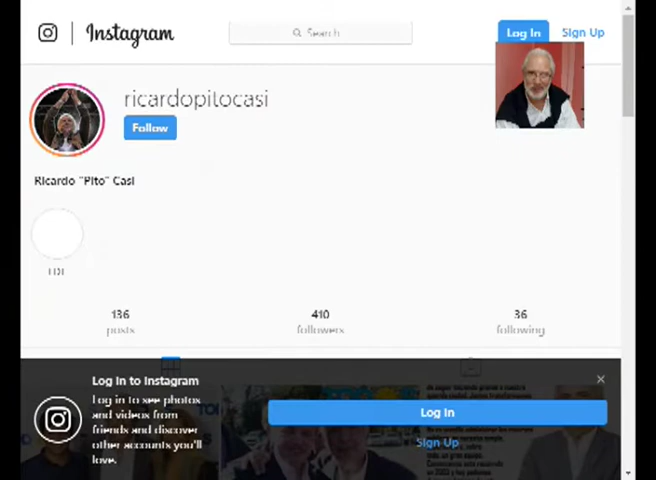 Instagram
Search
Log In
Sign Up
ricardopitocasi
Follow
Ricardo "Pito" Casi
136
posts
410
followers
36
following
Log In to Instagram
Log in to see photos
and videos from
friends and discover
other accounts you'll
love.
Log In
Sign Up